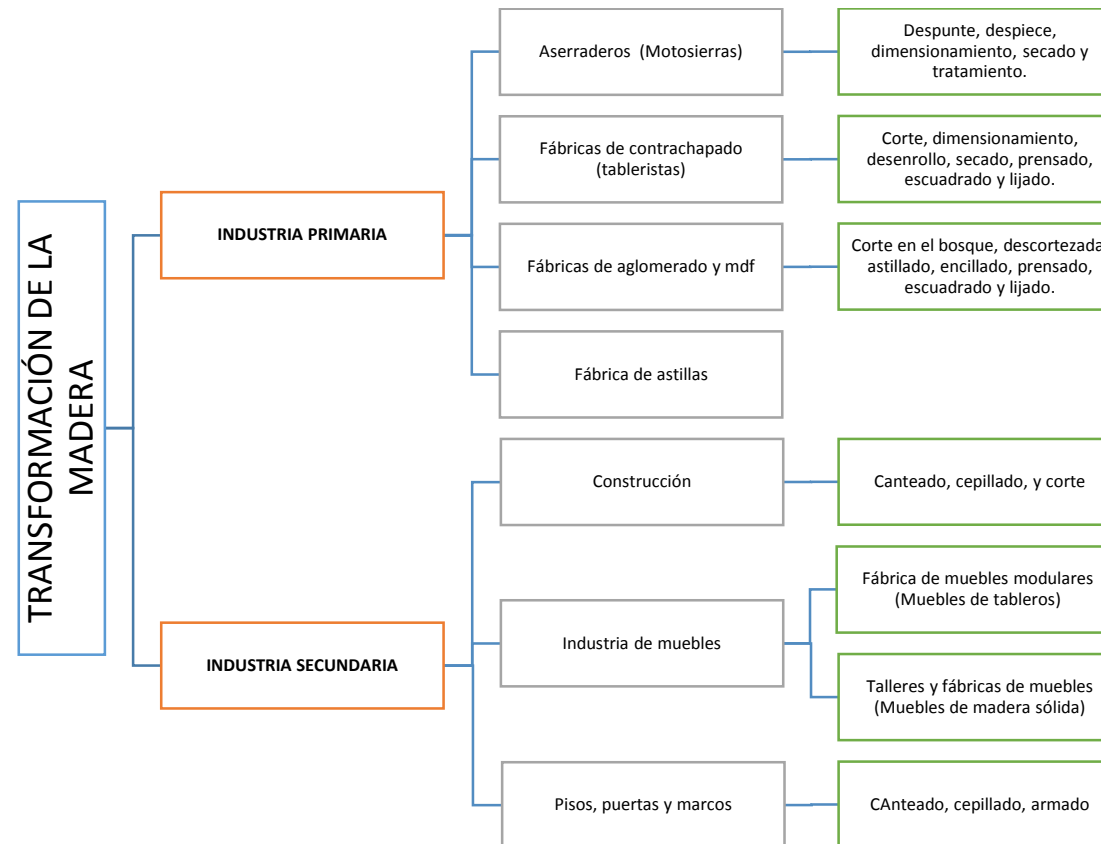 TRANSFORMACIÓN DE LA
MADERA
INDUSTRIA PRIMARIA
Aserraderos (Motosierras)
Despunte, despiece,
dimensionamiento, secado y
tratamiento.
Fábricas de contrachapado
(tableristas)
Corte, dimensionamiento,
desenrollo, secado, prensado,
escuadrado y lijado.
Fábricas de aglomerado y mdf
Corte en el bosque, descortezada
astillado, encillado, prensado,
escuadrado y lijado.
Fábrica de astillas
INDUSTRIA SECUNDARIA
Construcción
Canteado, cepillado, y corte
Industria de muebles
Fábrica de muebles modulares
(Muebles de tableros)
Talleres y fábricas de muebles
(Muebles de madera sólida)
Pisos, puertas y marcos
CAnteado, cepillado, armado